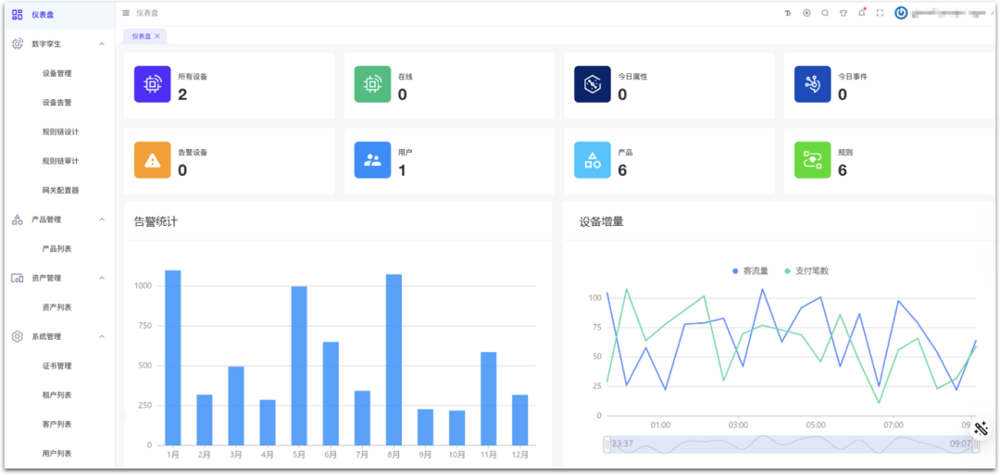 仪表盘
数字孪生
设备管理
设备告警
规则链设计
规则链审计
网关配置器
产品管理
产品列表
资产管理
资产列表
系统管理
证书管理
租户列表
客户列表
用户列表
仪表盘
仪表盘 ×
所有设备
2
在线
0
今日属性
0
今日事件
0
告警设备
0
用户
1
产品
6
规则
6
告警统计
1000
750
500
250
0
1月 2月 3月 4月 5月 6月 7月 8月 9月 10月 11月 12月
设备增量
客流量 支付笔数
100
75
50
25
0
01:00 03:00 05:00 07:00
23:37 09:07